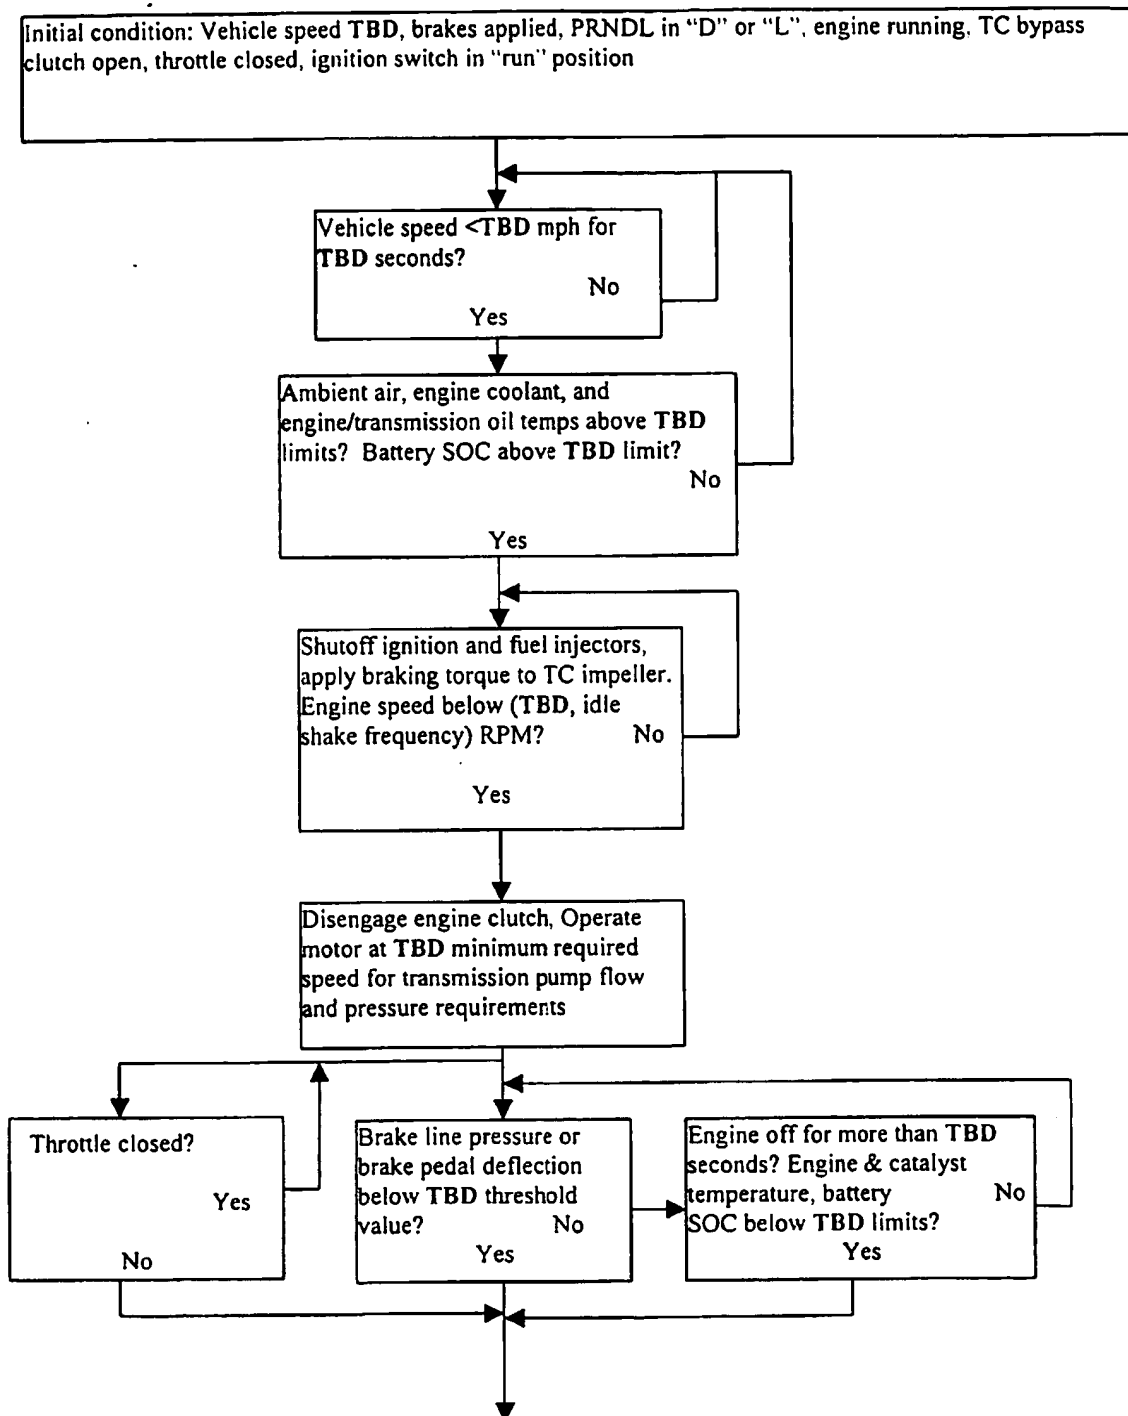 Initial condition: Vehicle speed TBD, brakes applied, PRNDL in “D” or “L”, engine running, TC bypass
clutch open, throttle closed, ignition switch in “run” position
Vehicle speed <TBD mph for
TBD seconds?
No
Yes
Ambient air, engine coolant, and
engine/transmission oil temps above TBD
limits? Battery SOC above TBD limit?
No
Yes
Shutoff ignition and fuel injectors,
apply braking torque to TC impeller.
Engine speed below (TBD, idle
shake frequency) RPM? No
Yes
Disengage engine clutch, Operate
motor at TBD minimum required
speed for transmission pump flow
and pressure requirements
Throttle closed?
Yes
No
Brake line pressure or
brake pedal deflection
below TBD threshold
value? No
Yes
Engine off for more than TBD
seconds? Engine & catalyst
temperature, battery No
SOC below TBD limits?
Yes